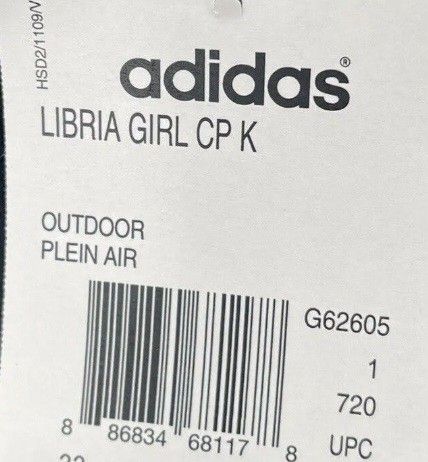 HSD2/1109/V
adidas®
LIBRIA GIRL CP K
OUTDOOR
PLEIN AIR
G62605
1
720
8 86834 68117 8
UPC